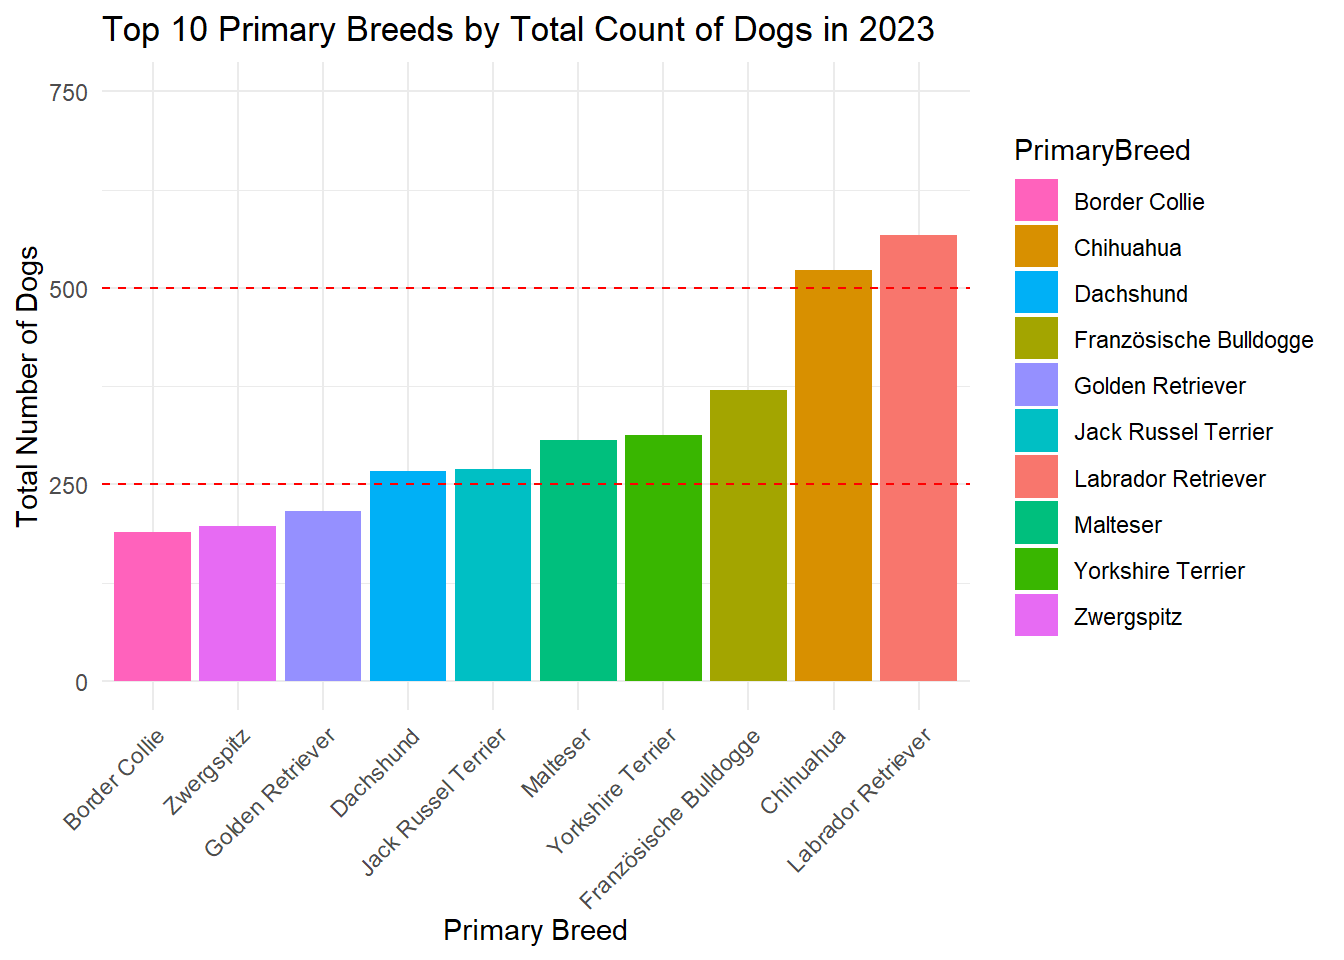 Top 10 Primary Breeds by Total Count of Dogs in 2023
Total Number of Dogs
750
500
250
0
Border Collie
Zwergspitz
Golden Retriever
Dachshund
Jack Russel Terrier
Malteser
Yorkshire Terrier
Französische Bulldogge
Chihuahua
Labrador Retriever
Primary Breed
PrimaryBreed
Border Collie
Chihuahua
Dachshund
Französische Bulldogge
Golden Retriever
Jack Russel Terrier
Labrador Retriever
Malteser
Yorkshire Terrier
Zwergspitz